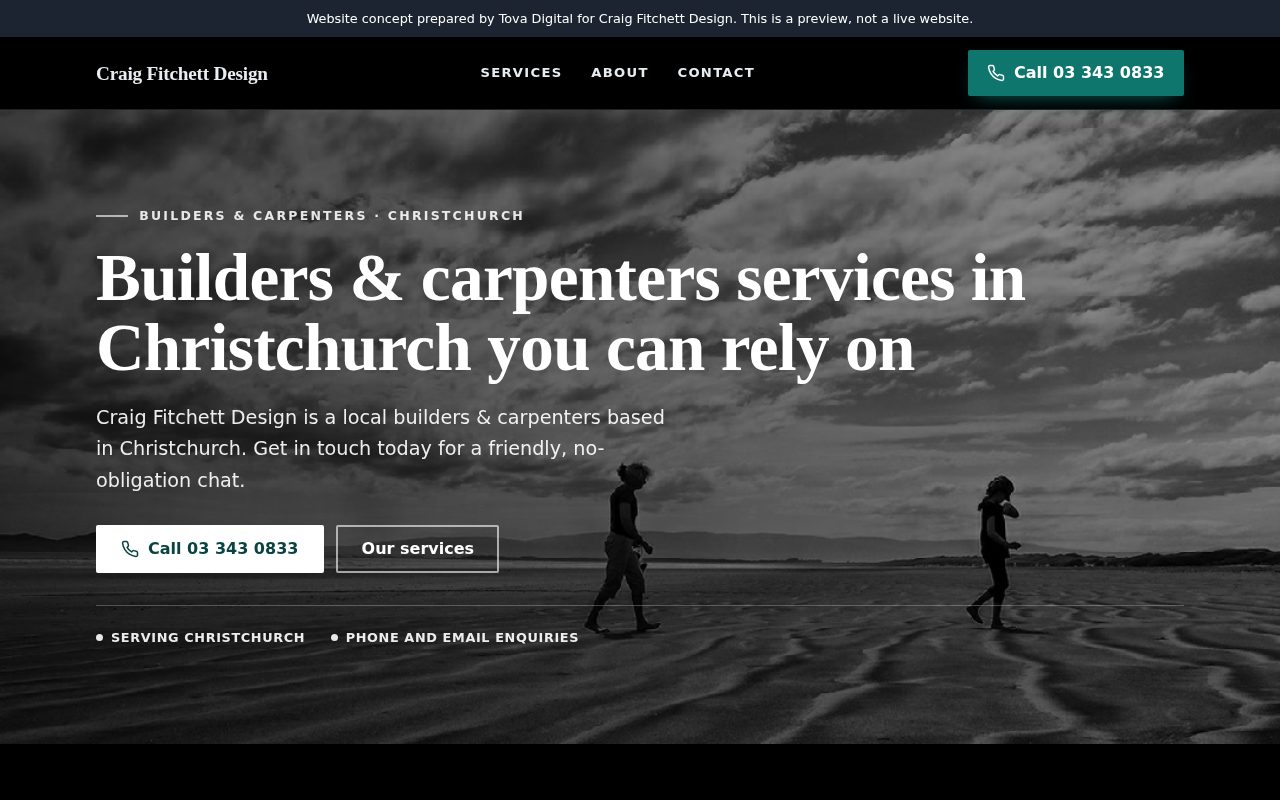 Website concept prepared by Tova Digital for Craig Fitchett Design. This is a preview, not a live website.
Craig Fitchett Design
SERVICES
ABOUT
CONTACT
Call 03 343 0833
BUILDERS & CARPENTERS · CHRISTCHURCH
Builders & carpenters services in
Christchurch you can rely on
Craig Fitchett Design is a local builders & carpenters based
in Christchurch. Get in touch today for a friendly, no-
obligation chat.
Call 03 343 0833
Our services
SERVING CHRISTCHURCH
PHONE AND EMAIL ENQUIRIES